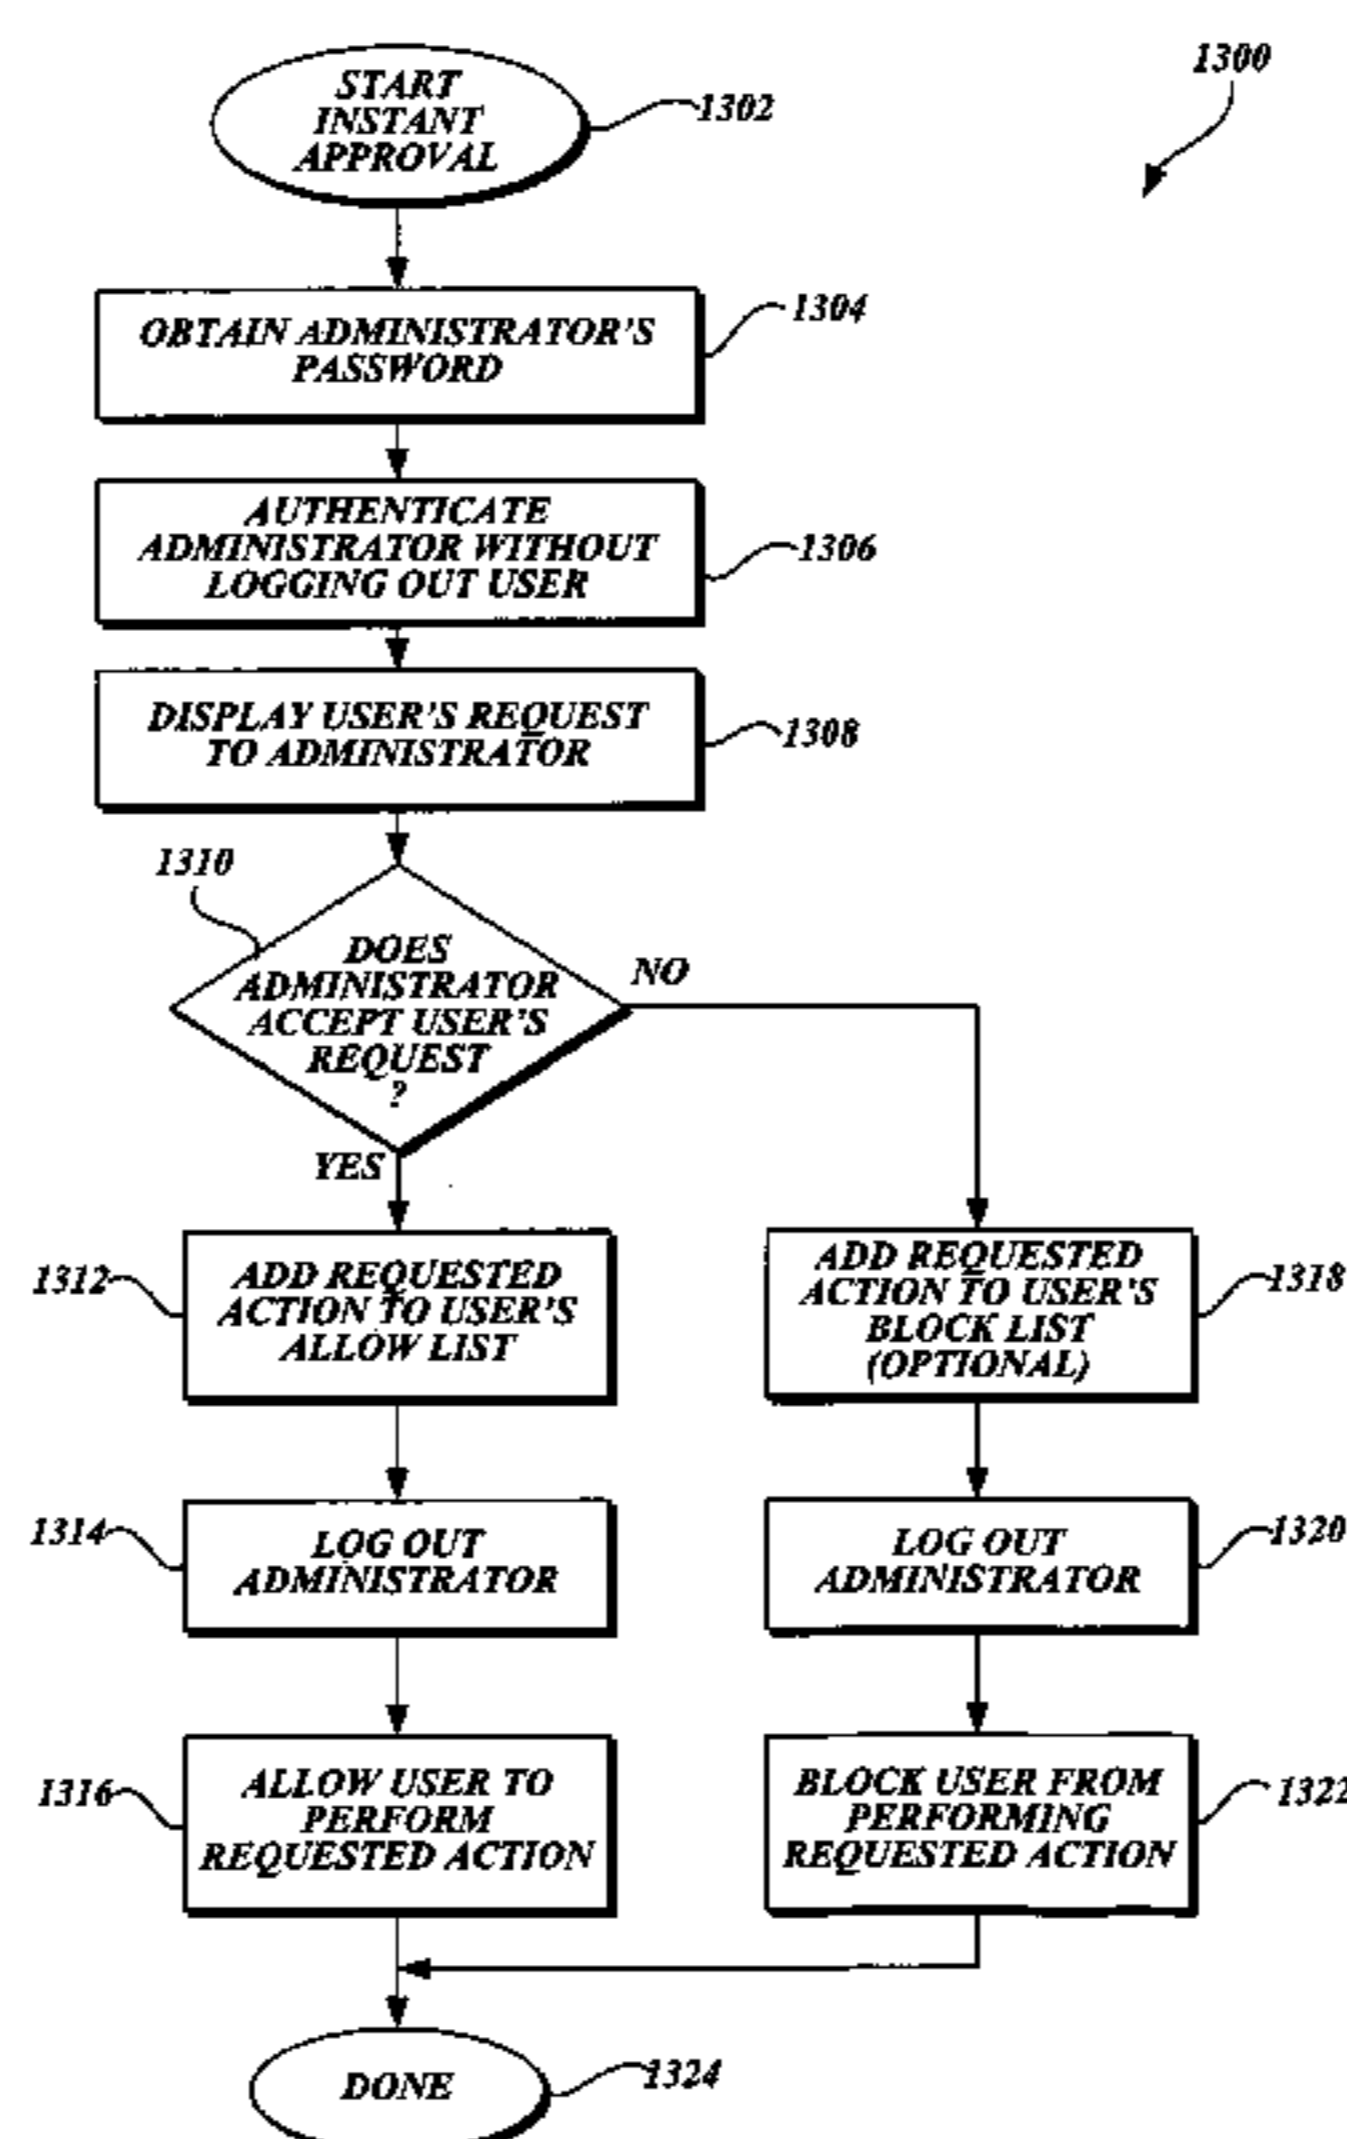 START
INSTANT
APPROVAL
1302
1300
OBTAIN ADMINISTRATOR'S
PASSWORD
1304
AUTHENTICATE
ADMINISTRATOR WITHOUT
LOGGING OUT USER
1306
DISPLAY USER'S REQUEST
TO ADMINISTRATOR
1308
1310
DOES
ADMINISTRATOR
ACCEPT USER'S
REQUEST
?
NO
YES
1312
ADD REQUESTED
ACTION TO USER'S
ALLOW LIST
ADD REQUESTED
ACTION TO USER'S
BLOCK LIST
(OPTIONAL)
1318
1314
LOG OUT
ADMINISTRATOR
LOG OUT
ADMINISTRATOR
1320
1316
ALLOW USER TO
PERFORM
REQUESTED ACTION
BLOCK USER FROM
PERFORMING
REQUESTED ACTION
1322
DONE
1324